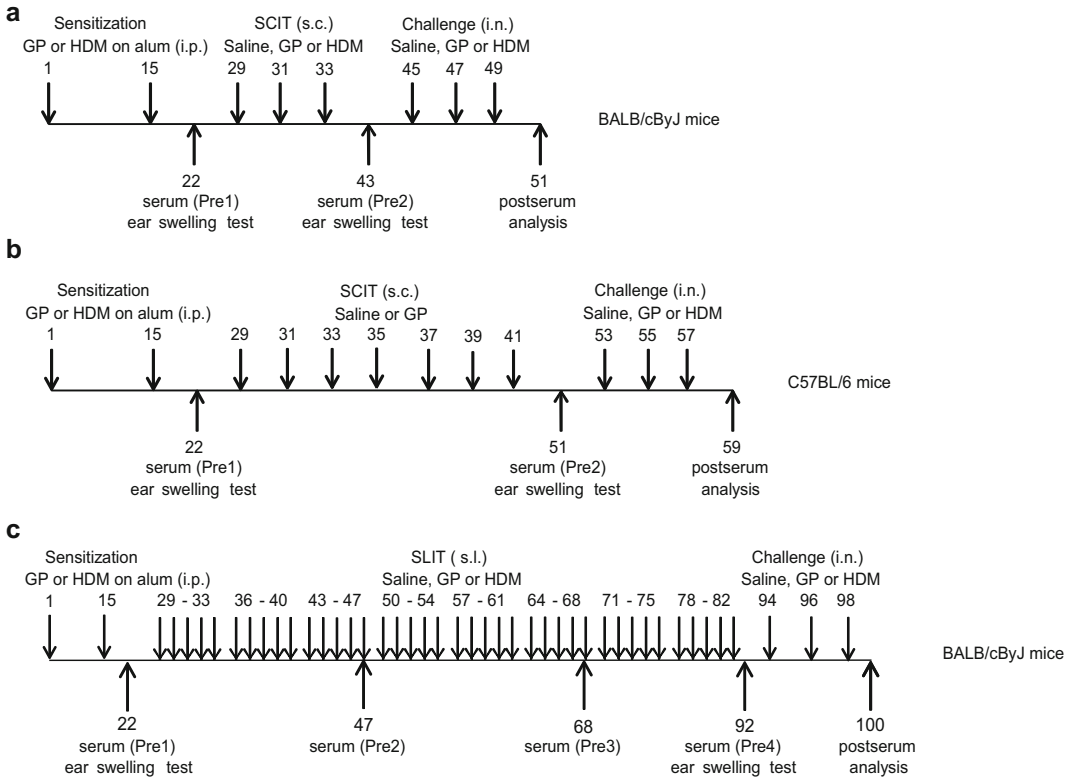 a
Sensitization SCIT (s.c.) Challenge (i.n.)
GP or HDM on alum (i.p.) Saline, GP or HDM Saline, GP or HDM
1 15 29 31 33 45 47 49
BALB/cByJ mice
22 43 51
serum (Pre1) serum (Pre2) postserum
ear swelling test ear swelling test analysis
b
Sensitization SCIT (s.c.) Challenge (i.n.)
GP or HDM on alum (i.p.) Saline or GP Saline, GP or HDM
1 15 29 31 33 35 37 39 41 53 55 57
C57BL/6 mice
22 51 59
serum (Pre1) serum (Pre2) postserum
ear swelling test ear swelling test analysis
c
Sensitization SLIT ( s.l.) Challenge (i.n.)
GP or HDM on alum (i.p.) Saline, GP or HDM Saline, GP or HDM
1 15 29 - 33 36 - 40 43 - 47 50 - 54 57 - 61 64 - 68 71 - 75 78 - 82 94 96 98
BALB/cByJ mice
22 47 68 92 100
serum (Pre1) serum (Pre2) serum (Pre3) serum (Pre4) postserum
ear swelling test ear swelling test analysis